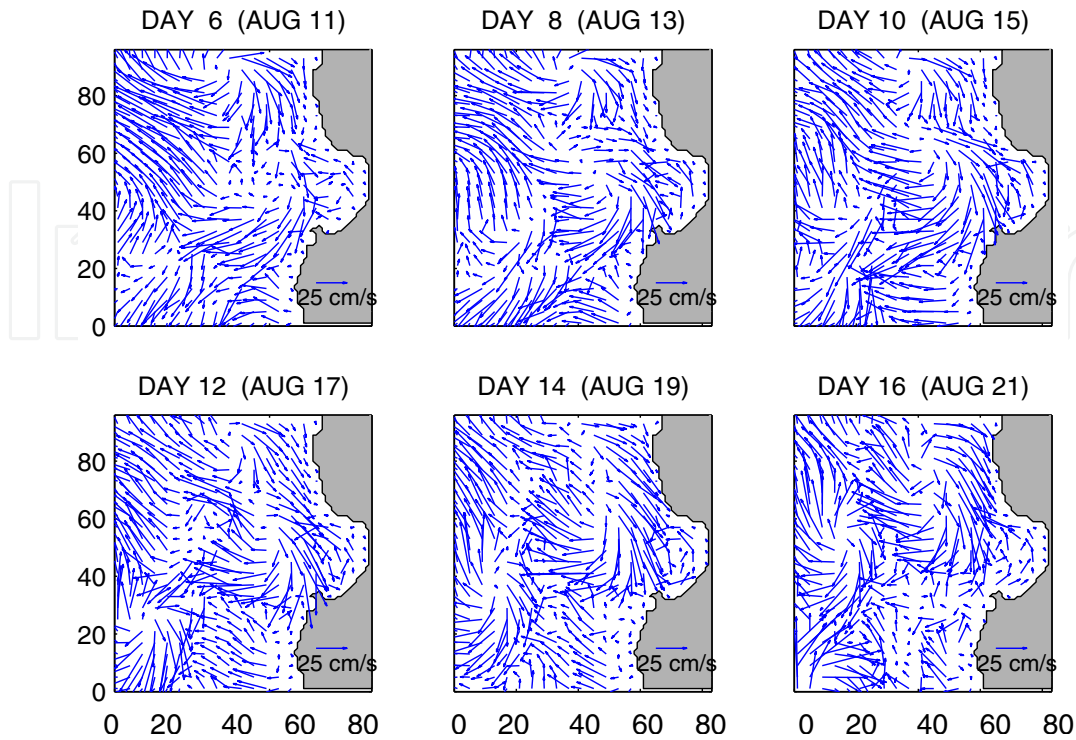 DAY 6 (AUG 11)
DAY 8 (AUG 13)
DAY 10 (AUG 15)
80
60
40
20
0
25 cm/s
25 cm/s
25 cm/s
DAY 12 (AUG 17)
DAY 14 (AUG 19)
DAY 16 (AUG 21)
80
60
40
20
0
25 cm/s
25 cm/s
25 cm/s
0 20 40 60 80
0 20 40 60 80
0 20 40 60 80